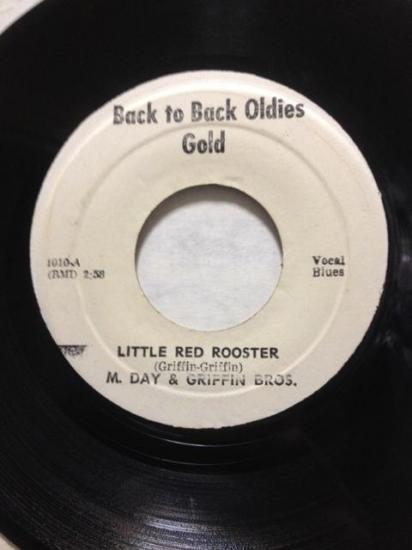 Back to Back Oldies
Gold
1010-A
(BMI) 2:58
Vocal
Blues
LITTLE RED ROOSTER
(Griffin-Griffin)
M. DAY & GRIFFIN BROS.